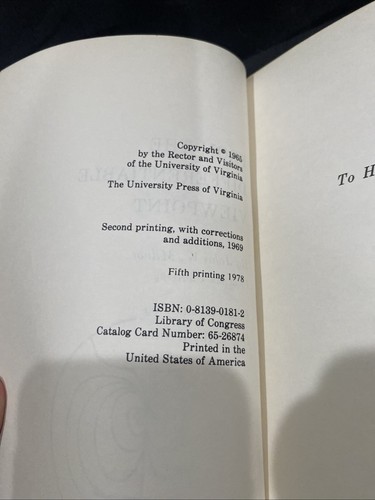 Copyright © 1965
by the Rector and Visitors
of the University of Virginia
The University Press of Virginia
Second printing, with corrections
and additions, 1969
Fifth printing 1978
ISBN: 0-8139-0181-2
Library of Congress
Catalog Card Number: 65-26874
Printed in the
United States of America
To H